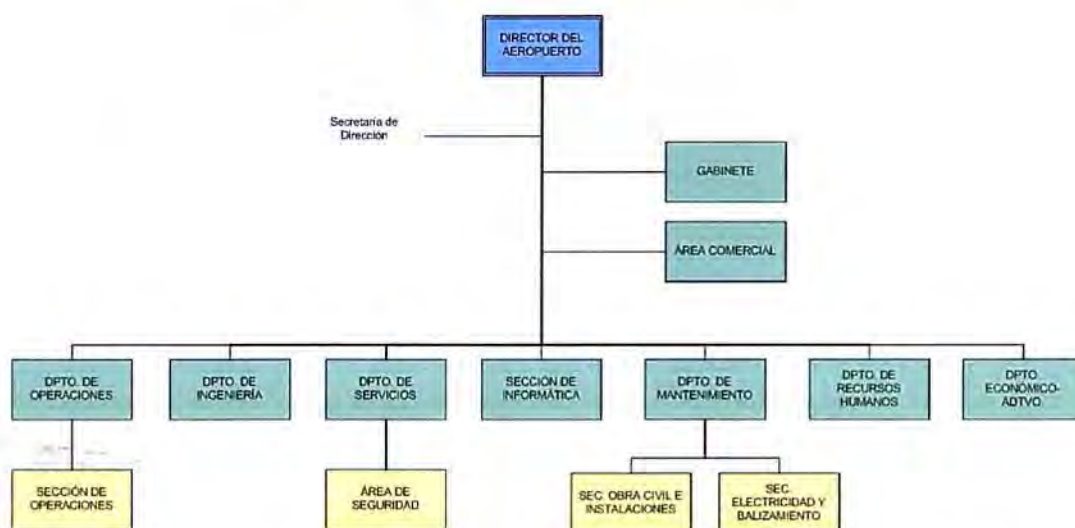 DIRECTOR DEL
AEROPUERTO
Secretaría de
Dirección
GABINETE
ÁREA COMERCIAL
DPTO. DE
OPERACIONES
DPTO. DE
INGENIERÍA
DPTO. DE
SERVICIOS
SECCIÓN DE
INFORMÁTICA
DPTO. DE
MANTENIMIENTO
DPTO. DE
RECURSOS
HUMANOS
DPTO.
ECONÓMICO-
ADTVO.
SECCIÓN DE
OPERACIONES
ÁREA DE
SEGURIDAD
SEC. OBRA CIVIL E
INSTALACIONES
SEC.
ELECTRICIDAD Y
BALIZAMIENTO